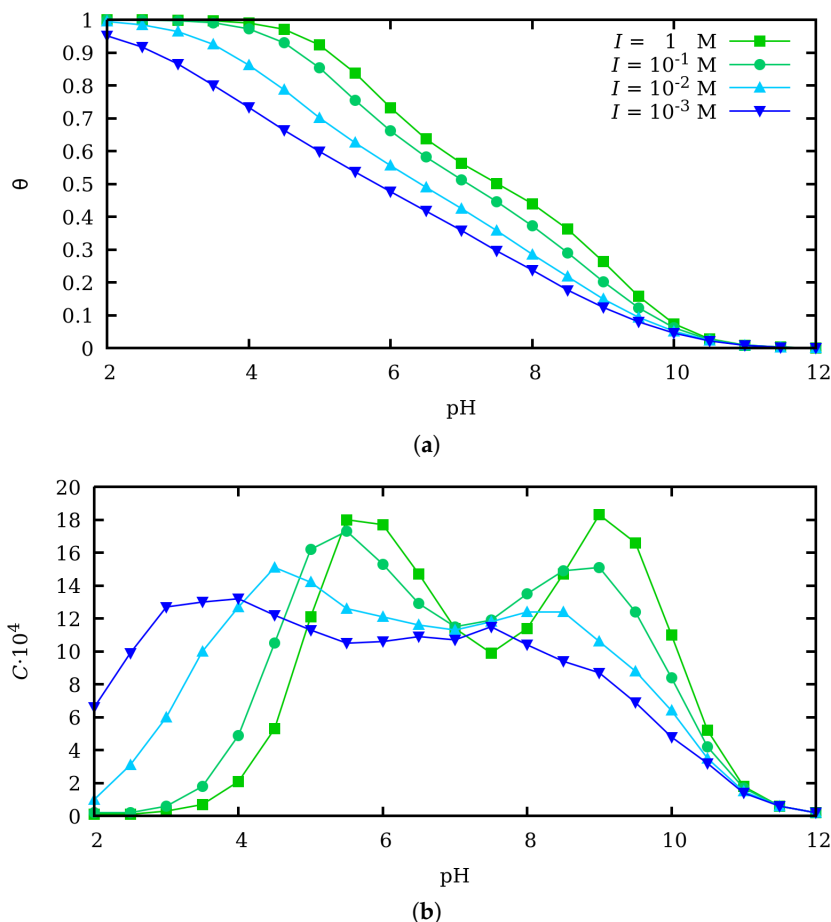 1
0.9
0.8
0.7
0.6
0.5
0.4
0.3
0.2
0.1
0
θ
I = 1 M
I = 10⁻¹ M
I = 10⁻² M
I = 10⁻³ M
2 4 6 8 10 12
pH
(a)
20
18
16
14
12
10
8
6
4
2
0
C·10⁴
2 4 6 8 10 12
pH
(b)